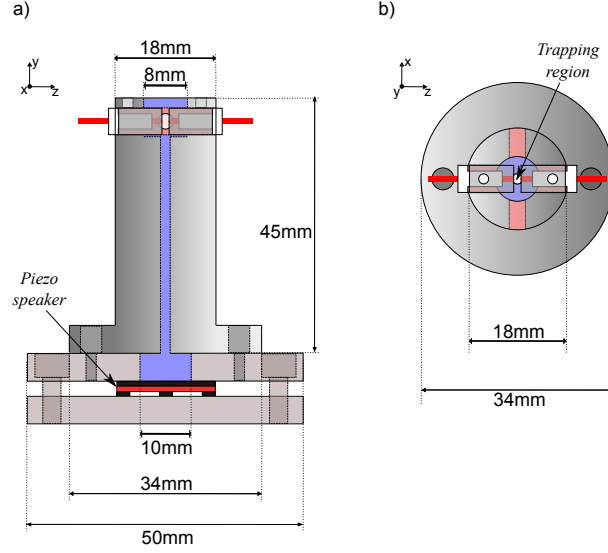 a)
18mm
8mm
y
x
z
45mm
Piezo
speaker
10mm
34mm
50mm
b)
Trapping
region
x
y
z
18mm
34mm